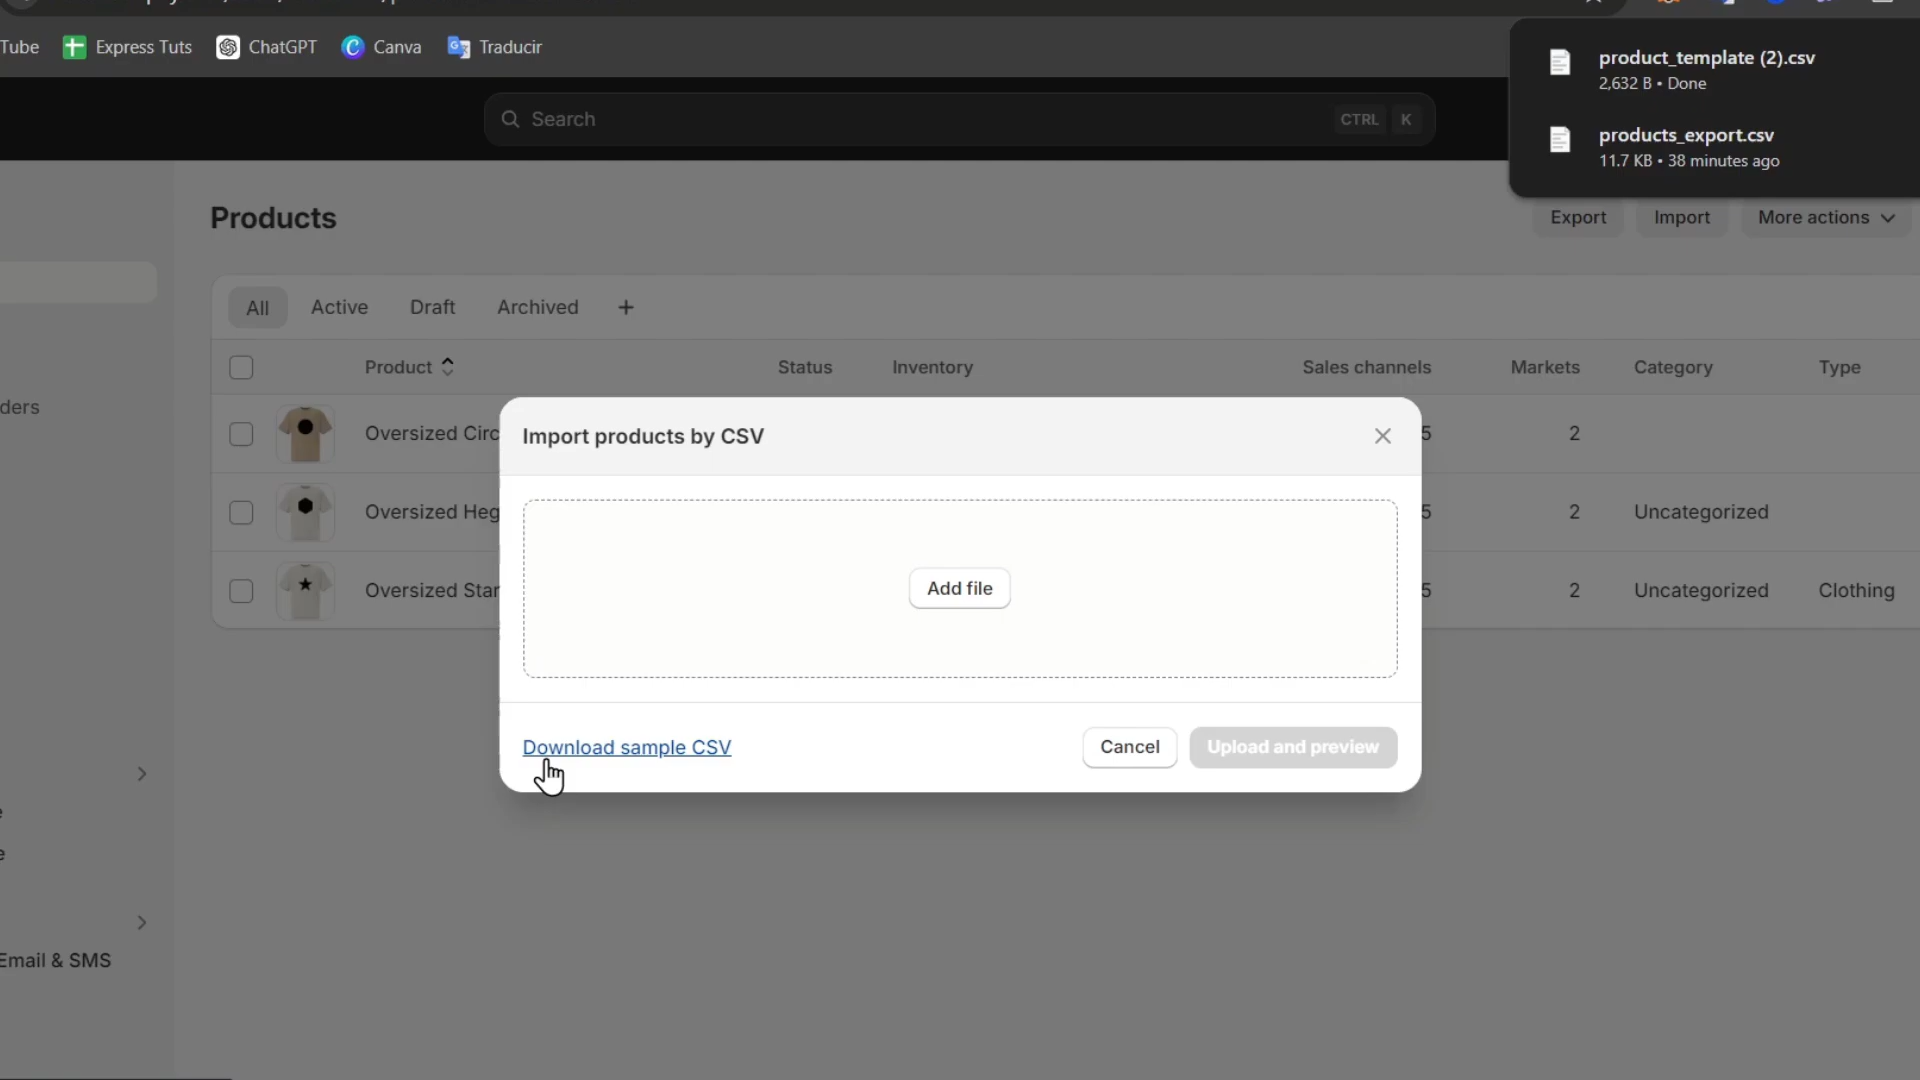 Tube Express Tuts ChatGPT Canva Traducir
product_template (2).csv
2,632 B • Done
products_export.csv
11.7 KB • 38 minutes ago
Search CTRL K
Products
Export Import More actions
All Active Draft Archived +
Product Status Inventory Sales channels Markets Category Type
Oversized Circ 5 2
Oversized Heg 5 2 Uncategorized
Oversized Star 5 2 Uncategorized Clothing
Import products by CSV
Add file
Download sample CSV Cancel Upload and preview
ders
e
e
Email & SMS